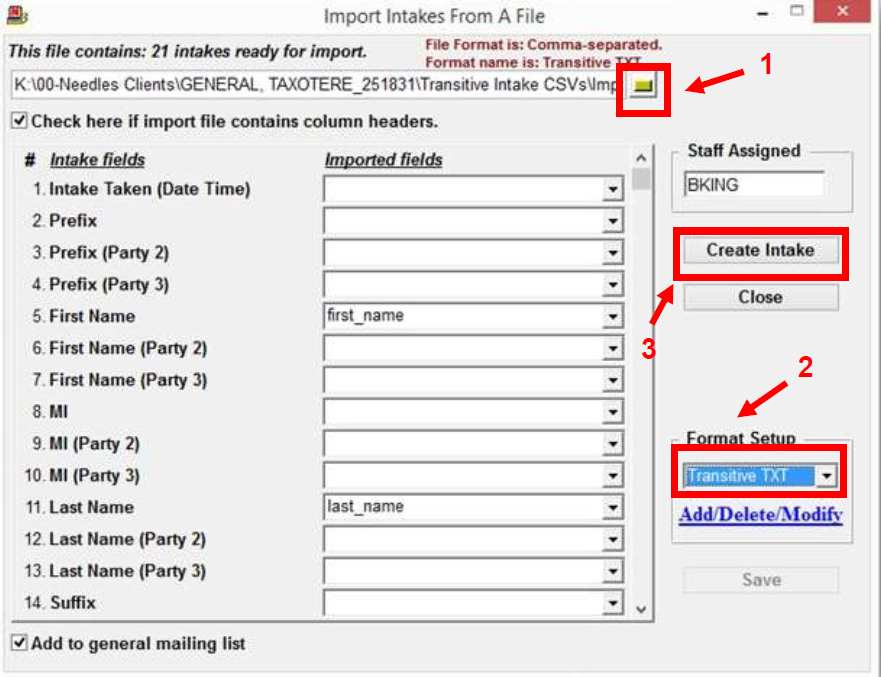 Import Intakes From A File
This file contains: 21 intakes ready for import.
File Format is: Comma-separated.
Format name is: Transitive TXT
K:\00-Needles Clients\GENERAL, TAXOTERE_251831\Transitive Intake CSVs\Imp
1
Check here if import file contains column headers.
# Intake fields Imported fields
1. Intake Taken (Date Time)
2. Prefix
3. Prefix (Party 2)
4. Prefix (Party 3)
5. First Name first_name
6. First Name (Party 2)
7. First Name (Party 3)
8. MI
9. MI (Party 2)
10. MI (Party 3)
11. Last Name last_name
12. Last Name (Party 2)
13. Last Name (Party 3)
14. Suffix
Staff Assigned
BKING
Create Intake
Close
3
2
Format Setup
Transitive TXT
Add/Delete/Modify
Save
Add to general mailing list